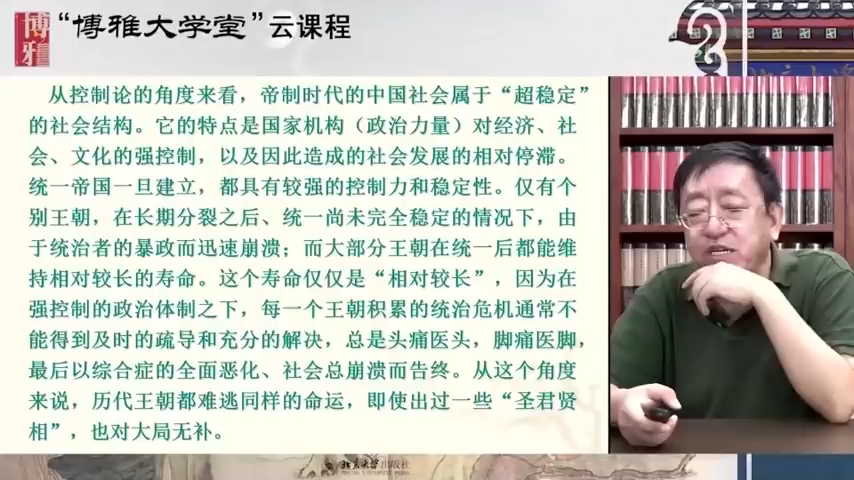 博雅
“博雅大学堂”云课程
从控制论的角度来看，帝制时代的中国社会属于“超稳定”
的社会结构。它的特点是国家机构（政治力量）对经济、社
会、文化的强控制，以及因此造成的社会发展的相对停滞。
统一帝国一旦建立，都具有较强的控制力和稳定性。仅有个
别王朝，在长期分裂之后、统一尚未完全稳定的情况下，由
于统治者的暴政而迅速崩溃；而大部分王朝在统一后都能维
持相对较长的寿命。这个寿命仅仅是“相对较长”，因为在
强控制的政治体制之下，每一个王朝积累的统治危机通常不
能得到及时的疏导和充分的解决，总是头痛医头，脚痛医脚，
最后以综合症的全面恶化、社会总崩溃而告终。从这个角度
来说，历代王朝都难逃同样的命运，即使出过一些“圣君贤
相”，也对大局无补。
北京大学出版社